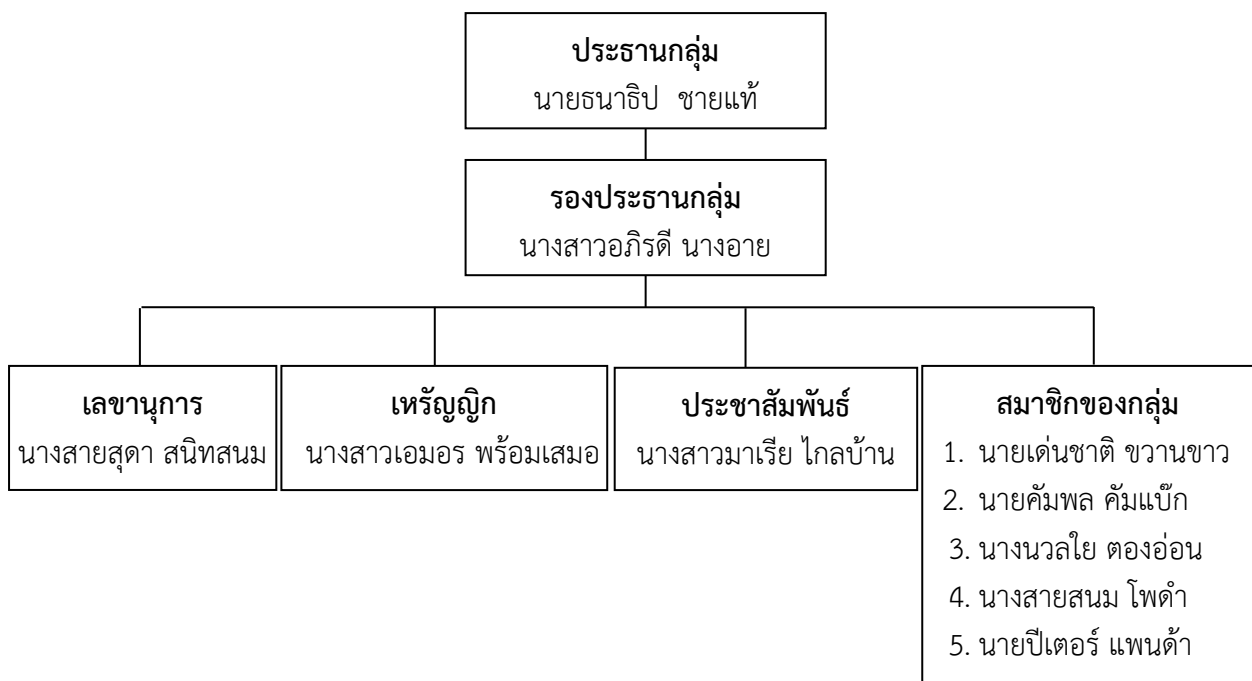 ประธานกลุ่ม
นายธนาธิป ชายแท้
รองประธานกลุ่ม
นางสาวอภิรดี นางอาย
เลขานุการ
นางสายสุดา สนิทสนม
เหรัญญิก
นางสาวเอมอร พร้อมเสมอ
ประชาสัมพันธ์
นางสาวมาเรีย ไกลบ้าน
สมาชิกของกลุ่ม
1. นายเด่นชาติ ขวานขาว
2. นายคัมพล คัมแบ๊ก
3. นางนวลใย ตองอ่อน
4. นางสายสนม โพดำ
5. นายปีเตอร์ แพนด้า